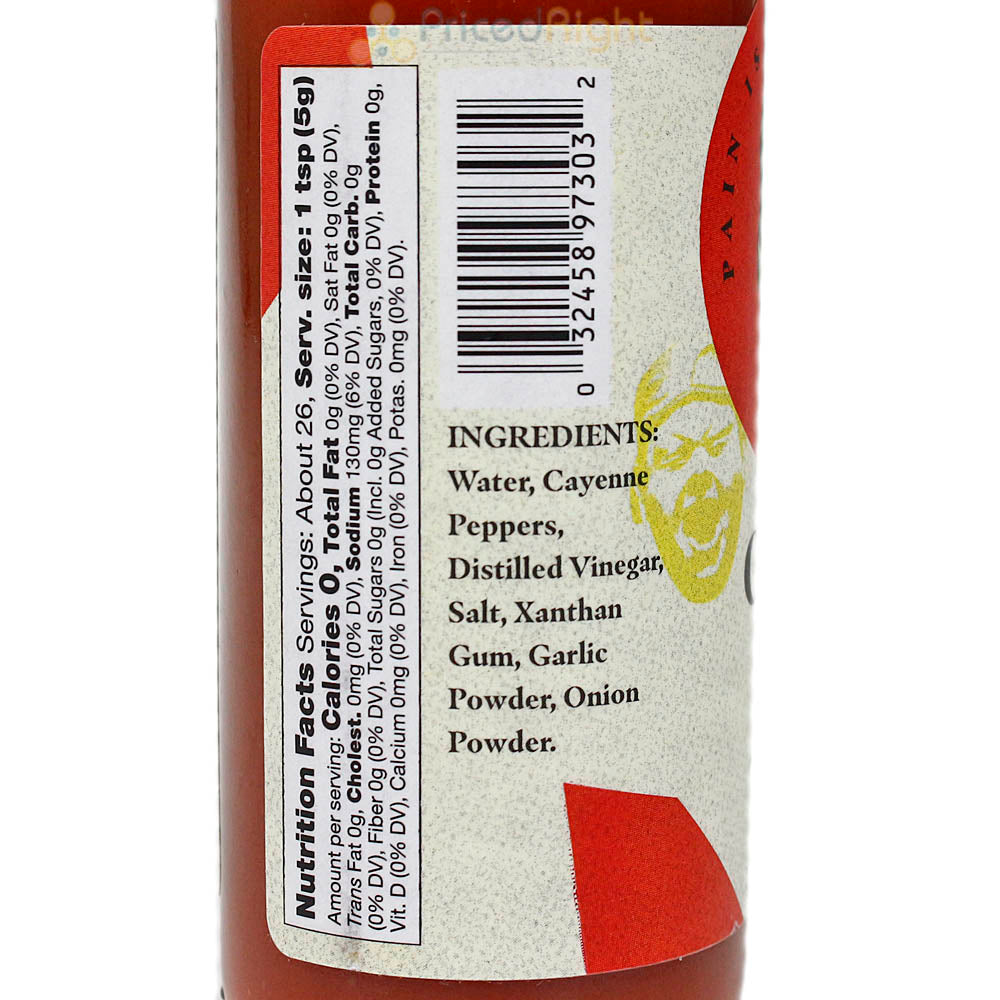 PricedRight
Nutrition Facts Servings: About 26, Serv. size: 1 tsp (5g)
Amount per serving: Calories 0, Total Fat 0g (0% DV), Sat Fat 0g (0% DV),
Trans Fat 0g, Cholest. 0mg (0% DV), Sodium 130mg (6% DV), Total Carb. 0g
(0% DV), Fiber 0g (0% DV), Total Sugars 0g (Incl. 0g Added Sugars, 0% DV), Protein 0g,
Vit. D (0% DV), Calcium 0mg (0% DV), Iron (0% DV), Potas. 0mg (0% DV).
0 32458 97303 2
INGREDIENTS:
Water, Cayenne
Peppers,
Distilled Vinegar,
Salt, Xanthan
Gum, Garlic
Powder, Onion
Powder.
PAIN IS